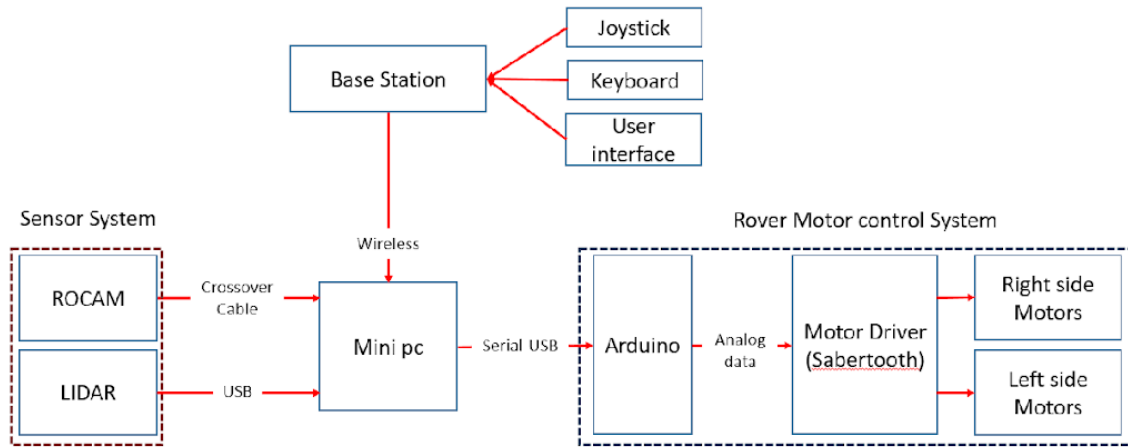 Joystick
Base Station
Keyboard
User
interface
Sensor System
Rover Motor control System
Wireless
ROCAM
Crossover
Cable
Mini pc
Serial USB
Arduino
Analog
data
Motor Driver
(Sabertooth)
Right side
Motors
LIDAR
USB
Left side
Motors